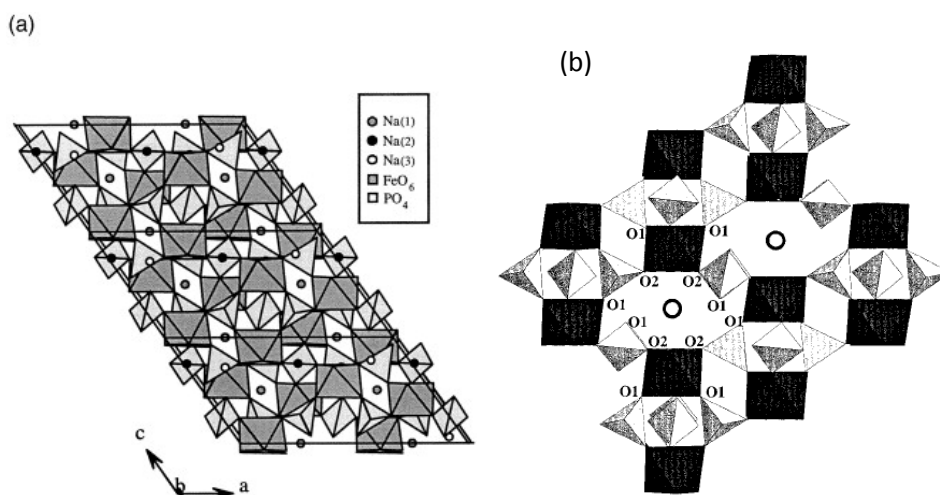 (a)
Na(1)
Na(2)
Na(3)
FeO6
PO4
c
b
a
(b)
O1 O1
O2 O2
O1
O1
O1 O1
O2 O2
O1 O1
O1